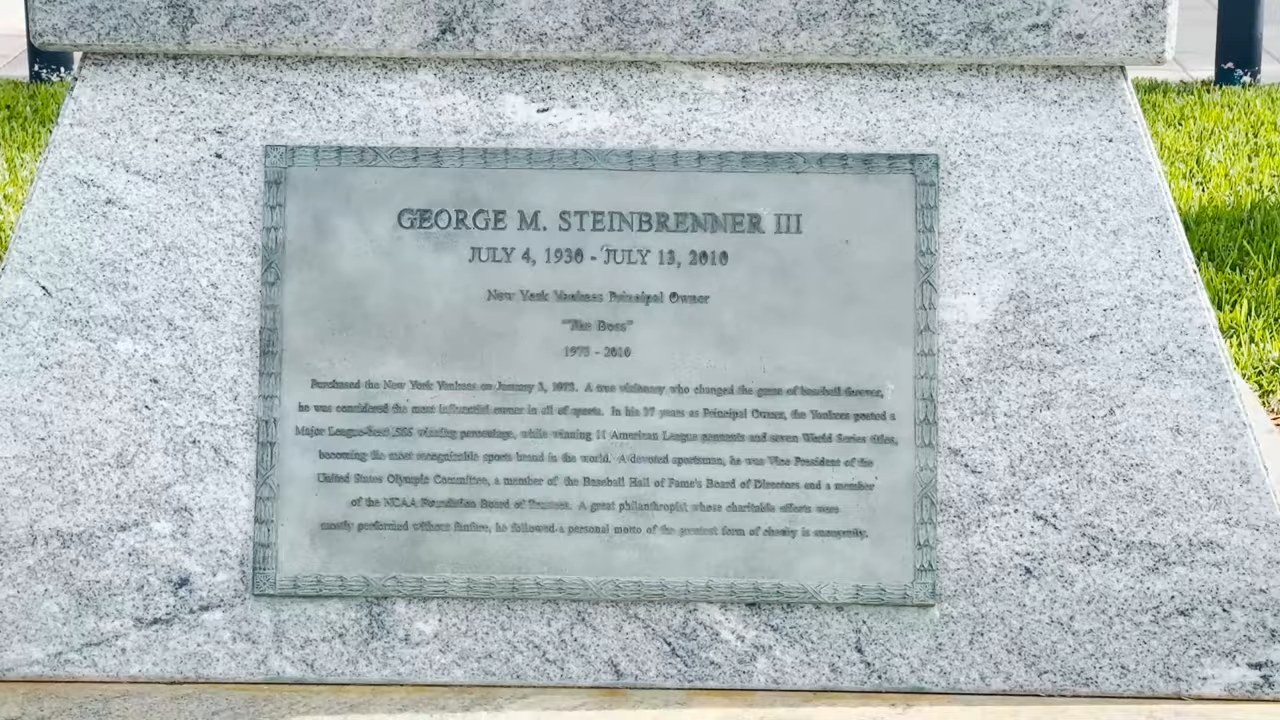 GEORGE M. STEINBRENNER III
JULY 4, 1930 - JULY 13, 2010
New York Yankees Principal Owner
"The Boss"
1973 - 2010
Purchased the New York Yankees on January 3, 1973. A true visionary who changed the game of baseball forever,
he was considered the most influential owner in all of sports. In his 37 years as Principal Owner, the Yankees posted a
Major League-best .566 winning percentage, while winning 11 American League pennants and seven World Series titles,
becoming the most recognizable sports brand in the world. A devoted sportsman, he was Vice President of the
United States Olympic Committee, a member of the Baseball Hall of Fame's Board of Directors and a member
of the NCAA Foundation Board of Trustees. A great philanthropist whose charitable efforts were
mostly performed without fanfare, he followed a personal motto of the greatest form of charity is anonymity.